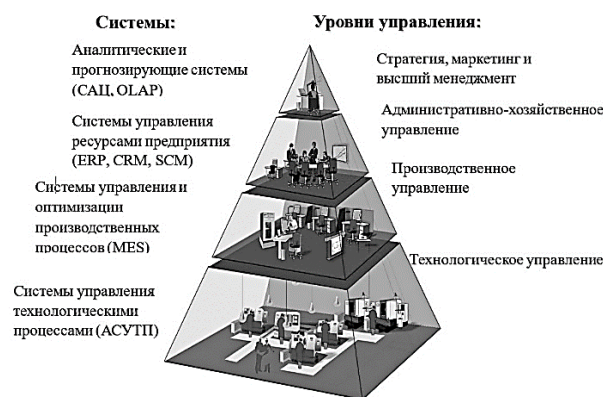 Системы:
Аналитические и
прогнозирующие системы
(САЦ, OLAP)
Системы управления
ресурсами предприятия
(ERP, CRM, SCM)
Системы управления и
оптимизации
производственных
процессов (MES)
Системы управления
технологическими
процессами (АСУТП)
Уровни управления:
Стратегия, маркетинг и
высший менеджмент
Административно-хозяйственное
управление
Производственное
управление
Технологическое управление